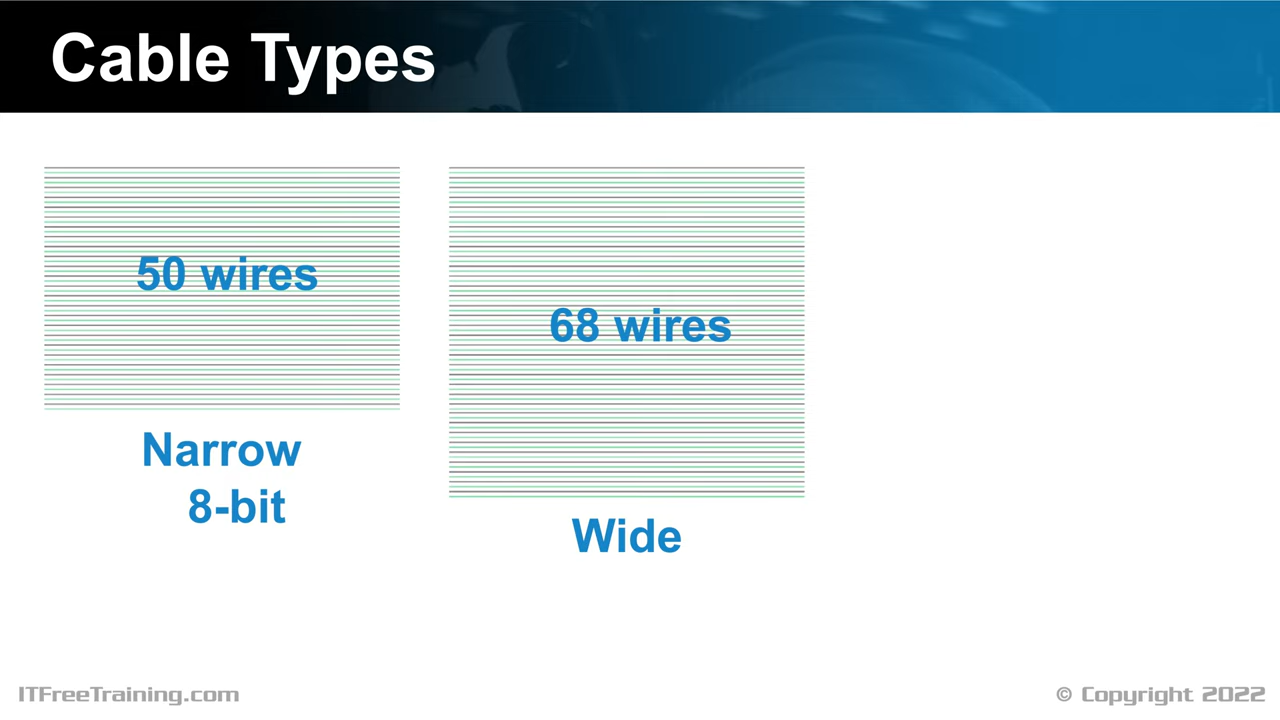 Cable Types
50 wires
68 wires
Narrow
8-bit
Wide
ITFreeTraining.com
© Copyright 2022